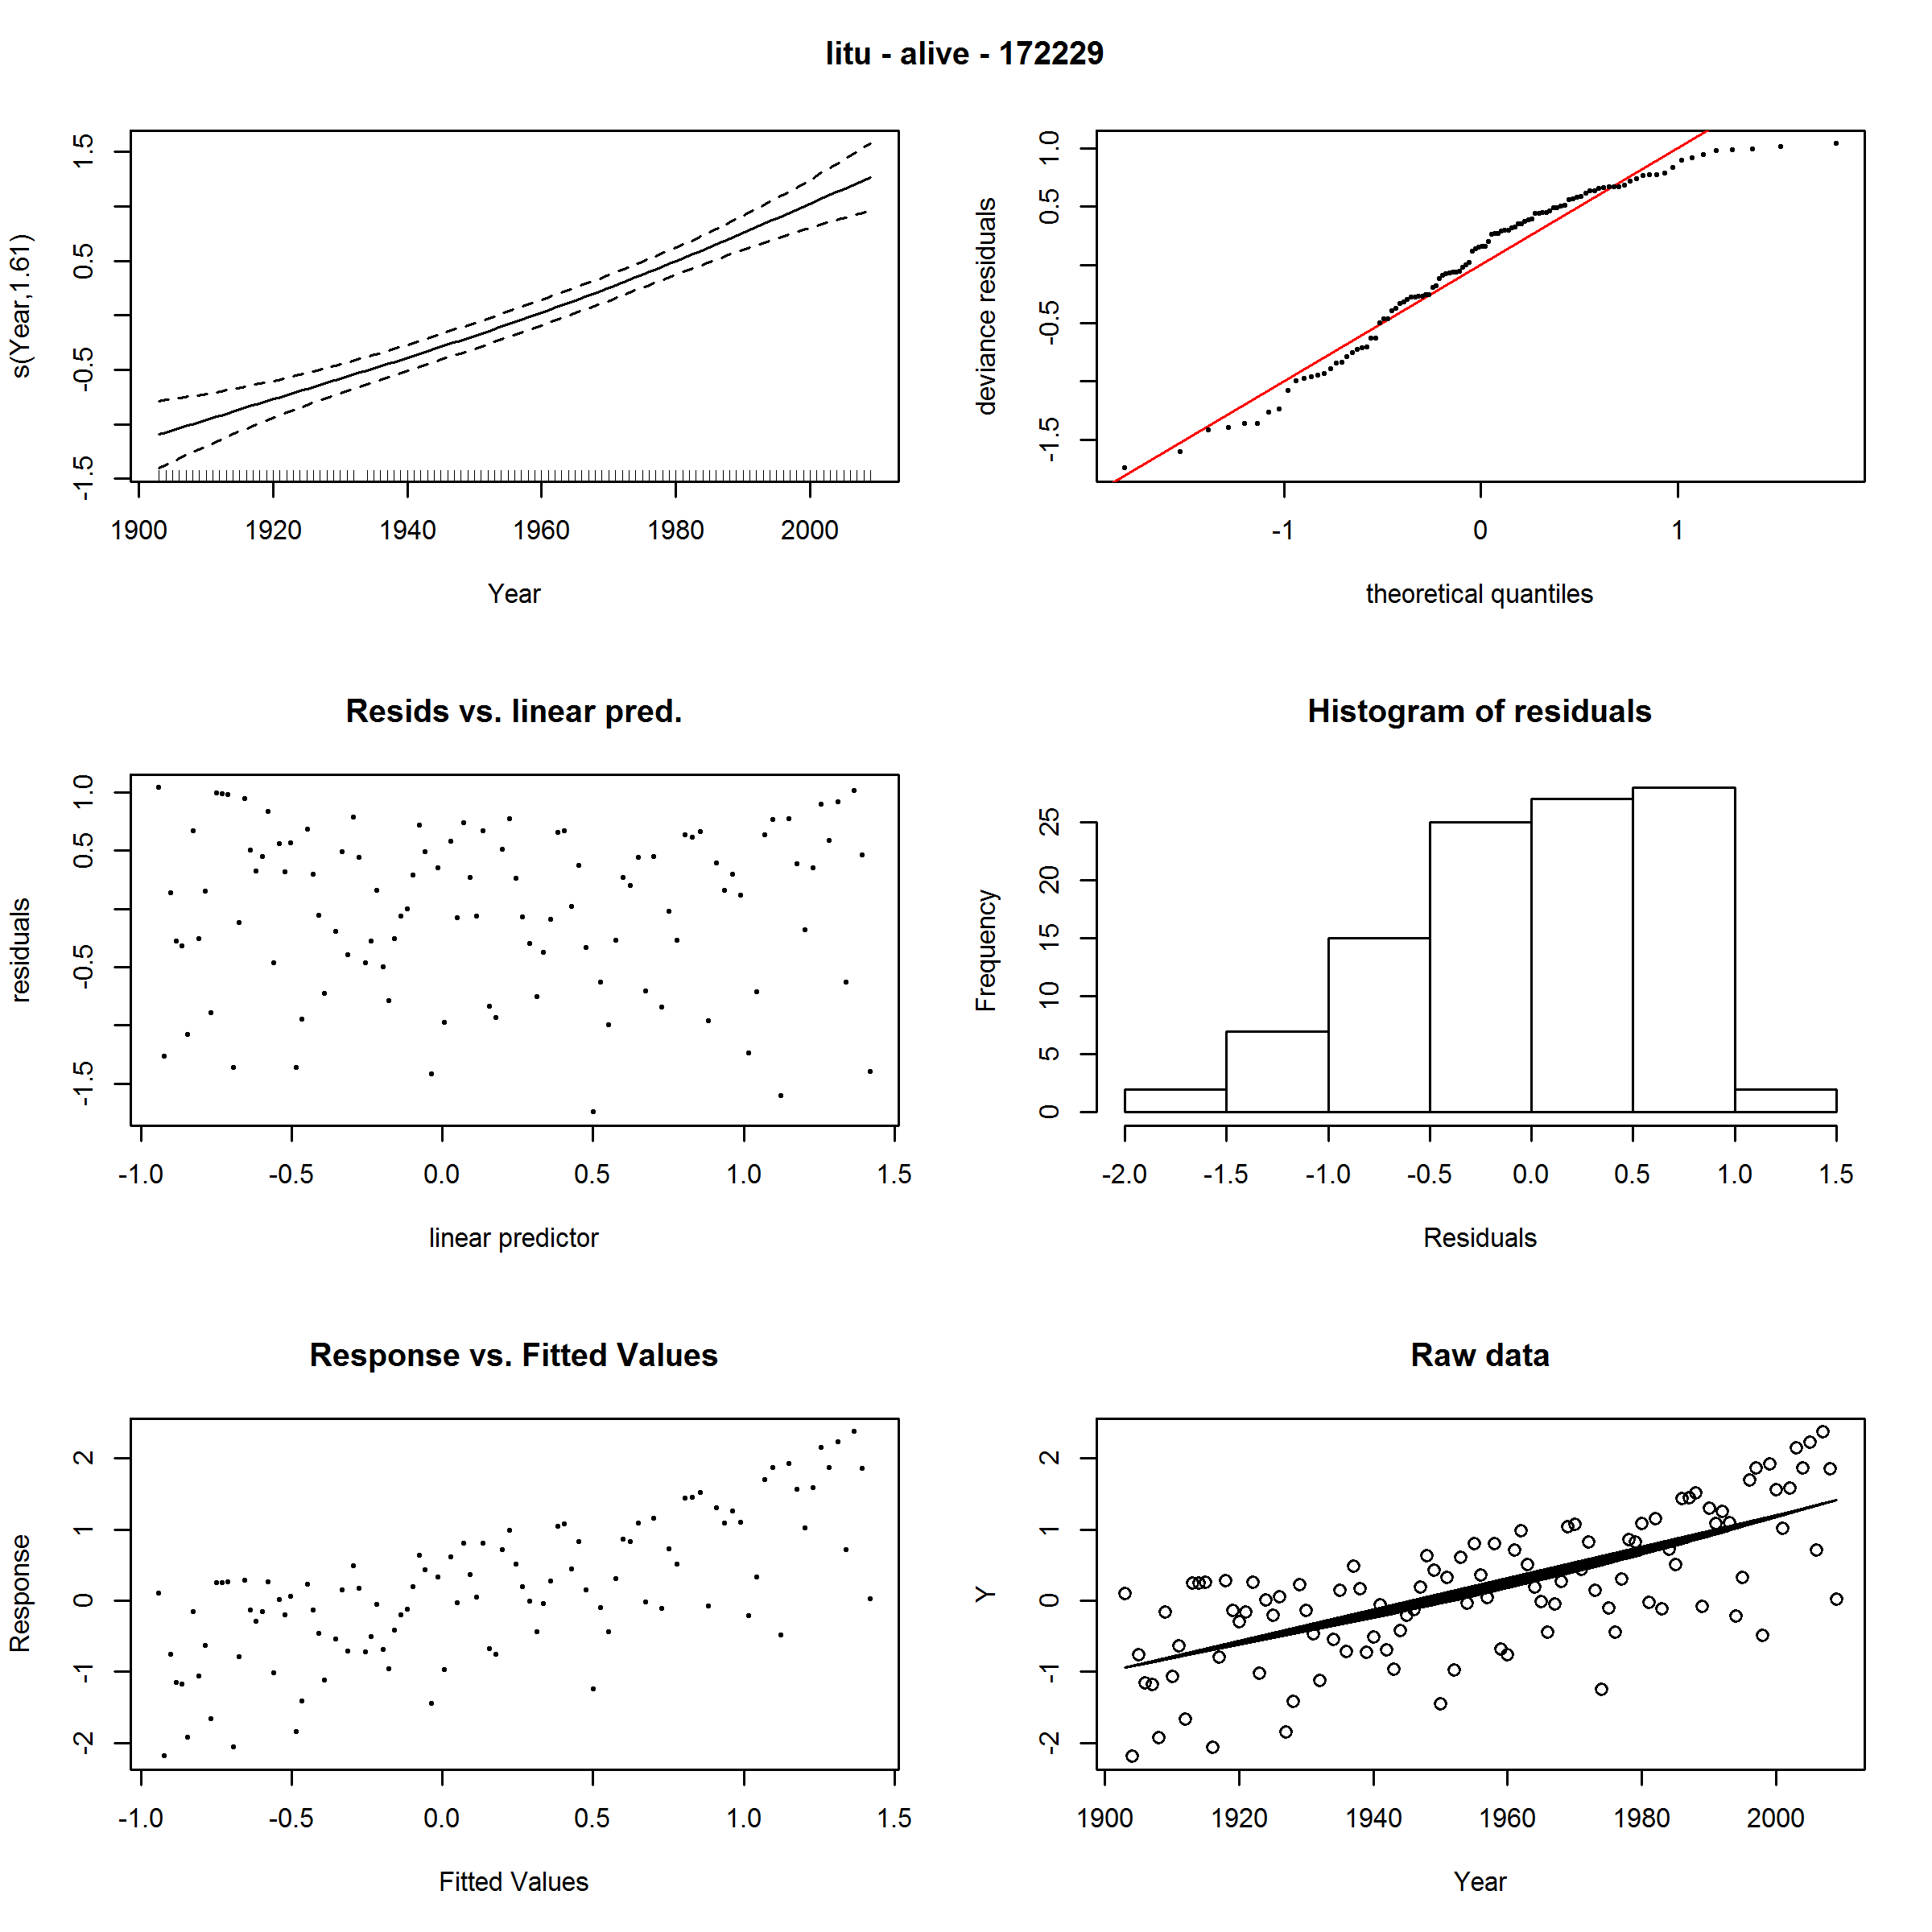 litu - alive - 172229
s(Year,1.61)
-1.5 -0.5 0.5 1.5
1900 1920 1940 1960 1980 2000
Year
deviance residuals
-1.5 -0.5 0.5 1.0
-1 0 1
theoretical quantiles
Resids vs. linear pred.
residuals
-1.5 -0.5 0.5 1.0
-1.0 -0.5 0.0 0.5 1.0 1.5
linear predictor
Histogram of residuals
Frequency
0 5 10 15 20 25
-2.0 -1.5 -1.0 -0.5 0.0 0.5 1.0 1.5
Residuals
Response vs. Fitted Values
Response
-2 -1 0 1 2
-1.0 -0.5 0.0 0.5 1.0 1.5
Fitted Values
Raw data
Y
-2 -1 0 1 2
1900 1920 1940 1960 1980 2000
Year